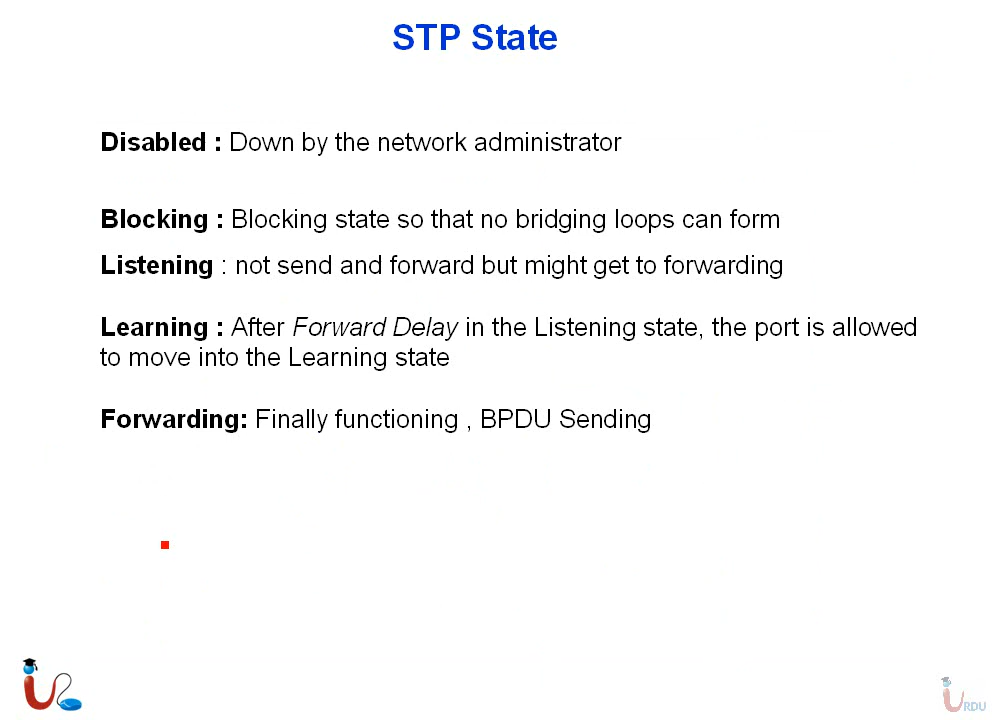 STP State
Disabled : Down by the network administrator
Blocking : Blocking state so that no bridging loops can form
Listening : not send and forward but might get to forwarding
Learning : After Forward Delay in the Listening state, the port is allowed
to move into the Learning state
Forwarding: Finally functioning , BPDU Sending
URDU